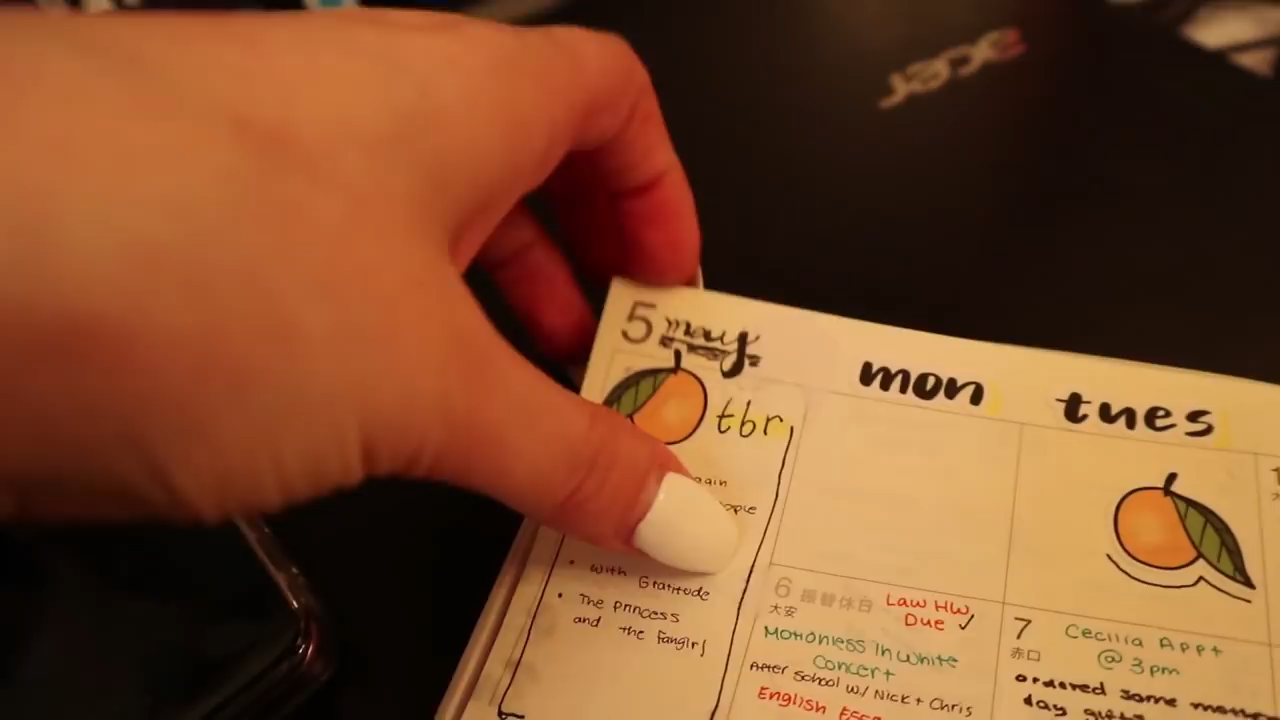 acer
5 may
mon
tues
tbr
with Gratitude
The Princess
and the Fangirl
6 振替休日
大安
Law HW
Due ✓
Motionless in White
Concert
After School w/ Nick + Chris
English
7
赤口
Cecilia Appt
@ 3pm
ordered some
day